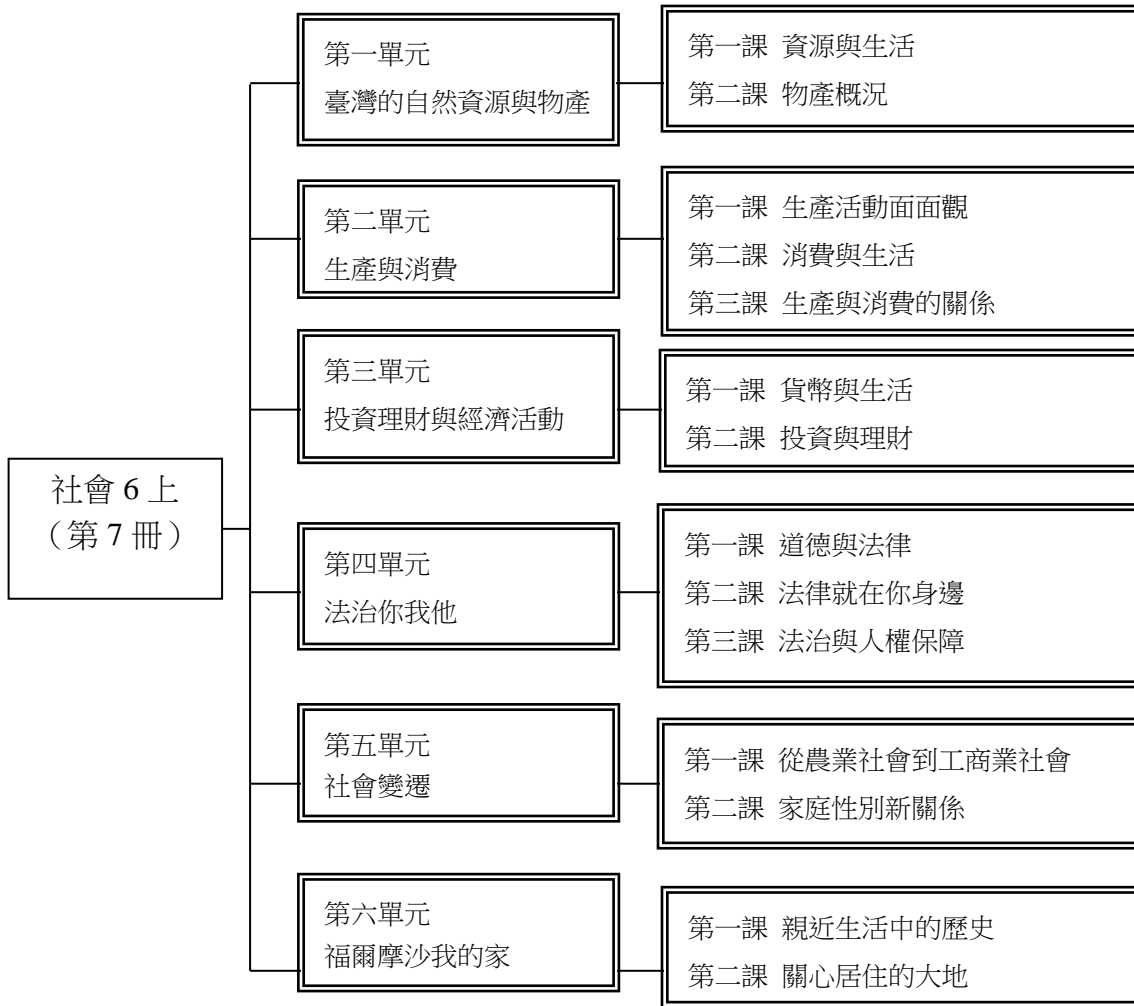 社會 6 上
（第 7 冊）
第一單元
臺灣的自然資源與物產
第一課 資源與生活
第二課 物產概況
第二單元
生產與消費
第一課 生產活動面面觀
第二課 消費與生活
第三課 生產與消費的關係
第三單元
投資理財與經濟活動
第一課 貨幣與生活
第二課 投資與理財
第四單元
法治你我他
第一課 道德與法律
第二課 法律就在你身邊
第三課 法治與人權保障
第五單元
社會變遷
第一課 從農業社會到工商業社會
第二課 家庭性別新關係
第六單元
福爾摩沙我的家
第一課 親近生活中的歷史
第二課 關心居住的大地